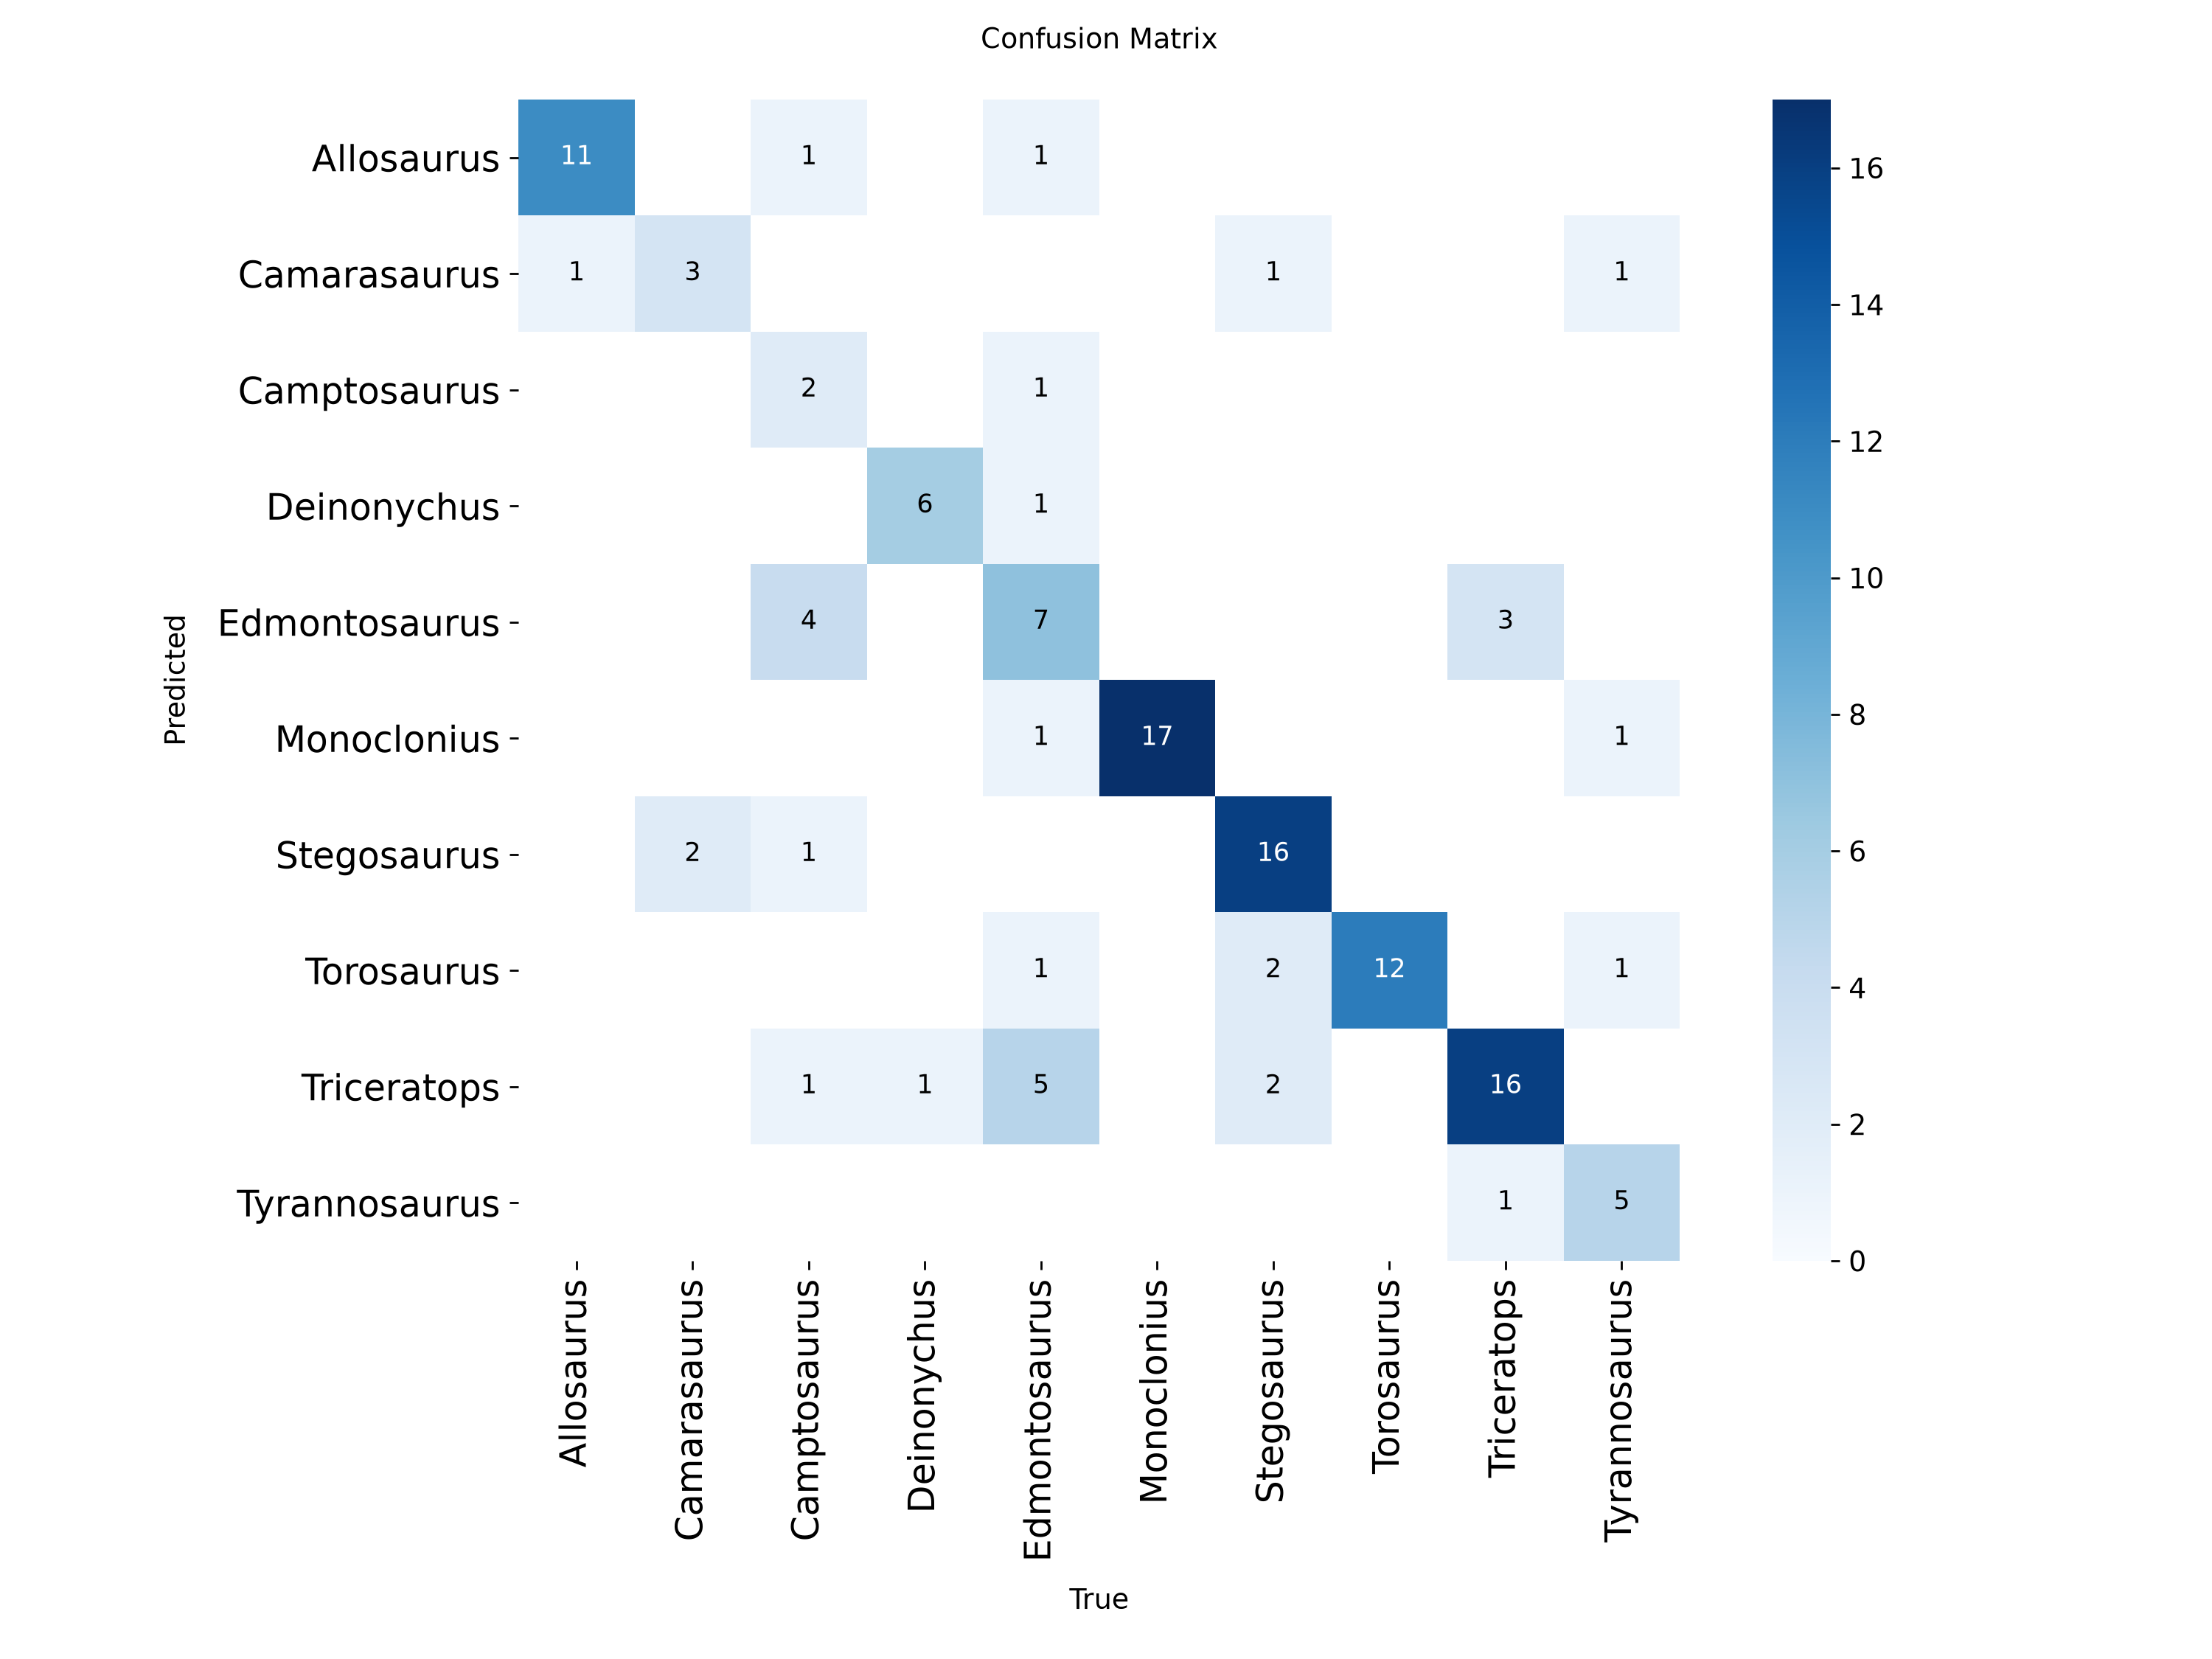 Confusion Matrix
Allosaurus 11 1 1
Camarasaurus 1 3 1 1
Camptosaurus 2 1
Deinonychus 6 1
Edmontosaurus 4 7 3
Monoclonius 1 17 1
Stegosaurus 2 1 16
Torosaurus 1 2 12 1
Triceratops 1 1 5 2 16
Tyrannosaurus 1 5
Predicted
Allosaurus
Camarasaurus
Camptosaurus
Deinonychus
Edmontosaurus
Monoclonius
Stegosaurus
Torosaurus
Triceratops
Tyrannosaurus
True
16
14
12
10
8
6
4
2
0